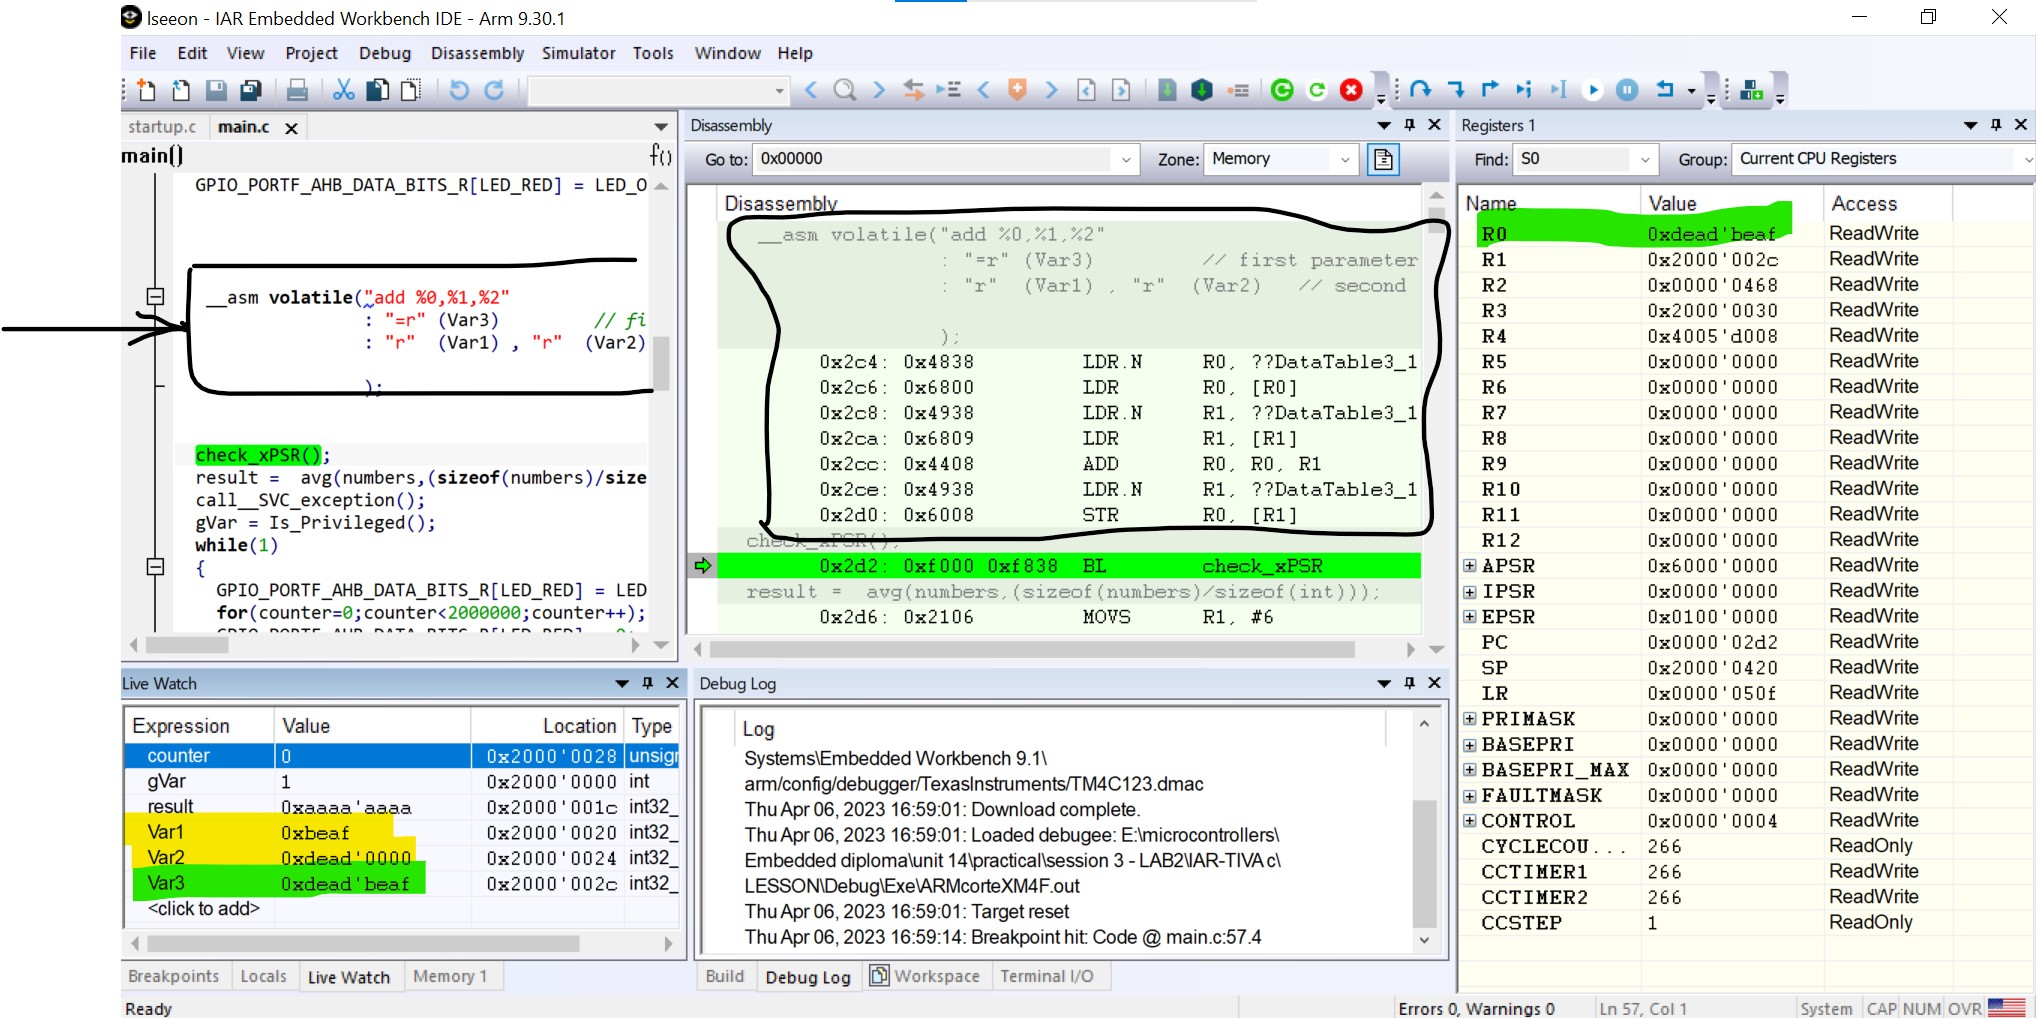 lseeon - IAR Embedded Workbench IDE - Arm 9.30.1
File Edit View Project Debug Disassembly Simulator Tools Window Help
startup.c main.c
main()
f()
GPIO_PORTF_AHB_DATA_BITS_R[LED_RED] = LED_O
__asm volatile("add %0,%1,%2"
: "=r" (Var3) // fi
: "r" (Var1) , "r" (Var2)
);
check_xPSR();
result = avg(numbers,(sizeof(numbers)/size
call__SVC_exception();
gVar = Is_Privileged();
while(1)
{
GPIO_PORTF_AHB_DATA_BITS_R[LED_RED] = LED
for(counter=0;counter<2000000;counter++);
Disassembly
Go to: 0x00000 Zone: Memory
Disassembly
__asm volatile("add %0,%1,%2"
: "=r" (Var3) // first parameter
: "r" (Var1) , "r" (Var2) // second
);
0x2c4: 0x4838 LDR.N R0, ??DataTable3_1
0x2c6: 0x6800 LDR R0, [R0]
0x2c8: 0x4938 LDR.N R1, ??DataTable3_1
0x2ca: 0x6809 LDR R1, [R1]
0x2cc: 0x4408 ADD R0, R0, R1
0x2ce: 0x4938 LDR.N R1, ??DataTable3_1
0x2d0: 0x6008 STR R0, [R1]
check_xPSR();
0x2d2: 0xf000 0xf838 BL check_xPSR
result = avg(numbers,(sizeof(numbers)/sizeof(int)));
0x2d6: 0x2106 MOVS R1, #6
Registers 1
Find: S0 Group: Current CPU Registers
Name Value Access
R0 0xdead'beaf ReadWrite
R1 0x2000'002c ReadWrite
R2 0x0000'0468 ReadWrite
R3 0x2000'0030 ReadWrite
R4 0x4005'd008 ReadWrite
R5 0x0000'0000 ReadWrite
R6 0x0000'0000 ReadWrite
R7 0x0000'0000 ReadWrite
R8 0x0000'0000 ReadWrite
R9 0x0000'0000 ReadWrite
R10 0x0000'0000 ReadWrite
R11 0x0000'0000 ReadWrite
R12 0x0000'0000 ReadWrite
APSR 0x6000'0000 ReadWrite
IPSR 0x0000'0000 ReadWrite
EPSR 0x0100'0000 ReadWrite
PC 0x0000'02d2 ReadWrite
SP 0x2000'0420 ReadWrite
LR 0x0000'050f ReadWrite
PRIMASK 0x0000'0000 ReadWrite
BASEPRI 0x0000'0000 ReadWrite
BASEPRI_MAX 0x0000'0000 ReadWrite
FAULTMASK 0x0000'0000 ReadWrite
CONTROL 0x0000'0004 ReadWrite
CYCLECOU... 266 ReadOnly
CCTIMER1 266 ReadWrite
CCTIMER2 266 ReadWrite
CCSTEP 1 ReadOnly
Live Watch
Expression Value Location Type
counter 0 0x2000'0028 unsigr
gVar 1 0x2000'0000 int
result 0xaaaa'aaaa 0x2000'001c int32_
Var1 0xbeaf 0x2000'0020 int32_
Var2 0xdead'0000 0x2000'0024 int32_
Var3 0xdead'beaf 0x2000'002c int32_
<click to add>
Breakpoints Locals Live Watch Memory 1
Debug Log
Log
Systems\Embedded Workbench 9.1\
arm/config/debugger/TexasInstruments/TM4C123.dmac
Thu Apr 06, 2023 16:59:01: Download complete.
Thu Apr 06, 2023 16:59:01: Loaded debugee: E:\microcontrollers\
Embedded diploma\unit 14\practical\session 3 - LAB2\IAR-TIVA c\
LESSON\Debug\Exe\ARMcorteXM4F.out
Thu Apr 06, 2023 16:59:01: Target reset
Thu Apr 06, 2023 16:59:14: Breakpoint hit: Code @ main.c:57.4
Build Debug Log Workspace Terminal I/O
Ready
Errors 0, Warnings 0 Ln 57, Col 1 System CAP NUM OVR